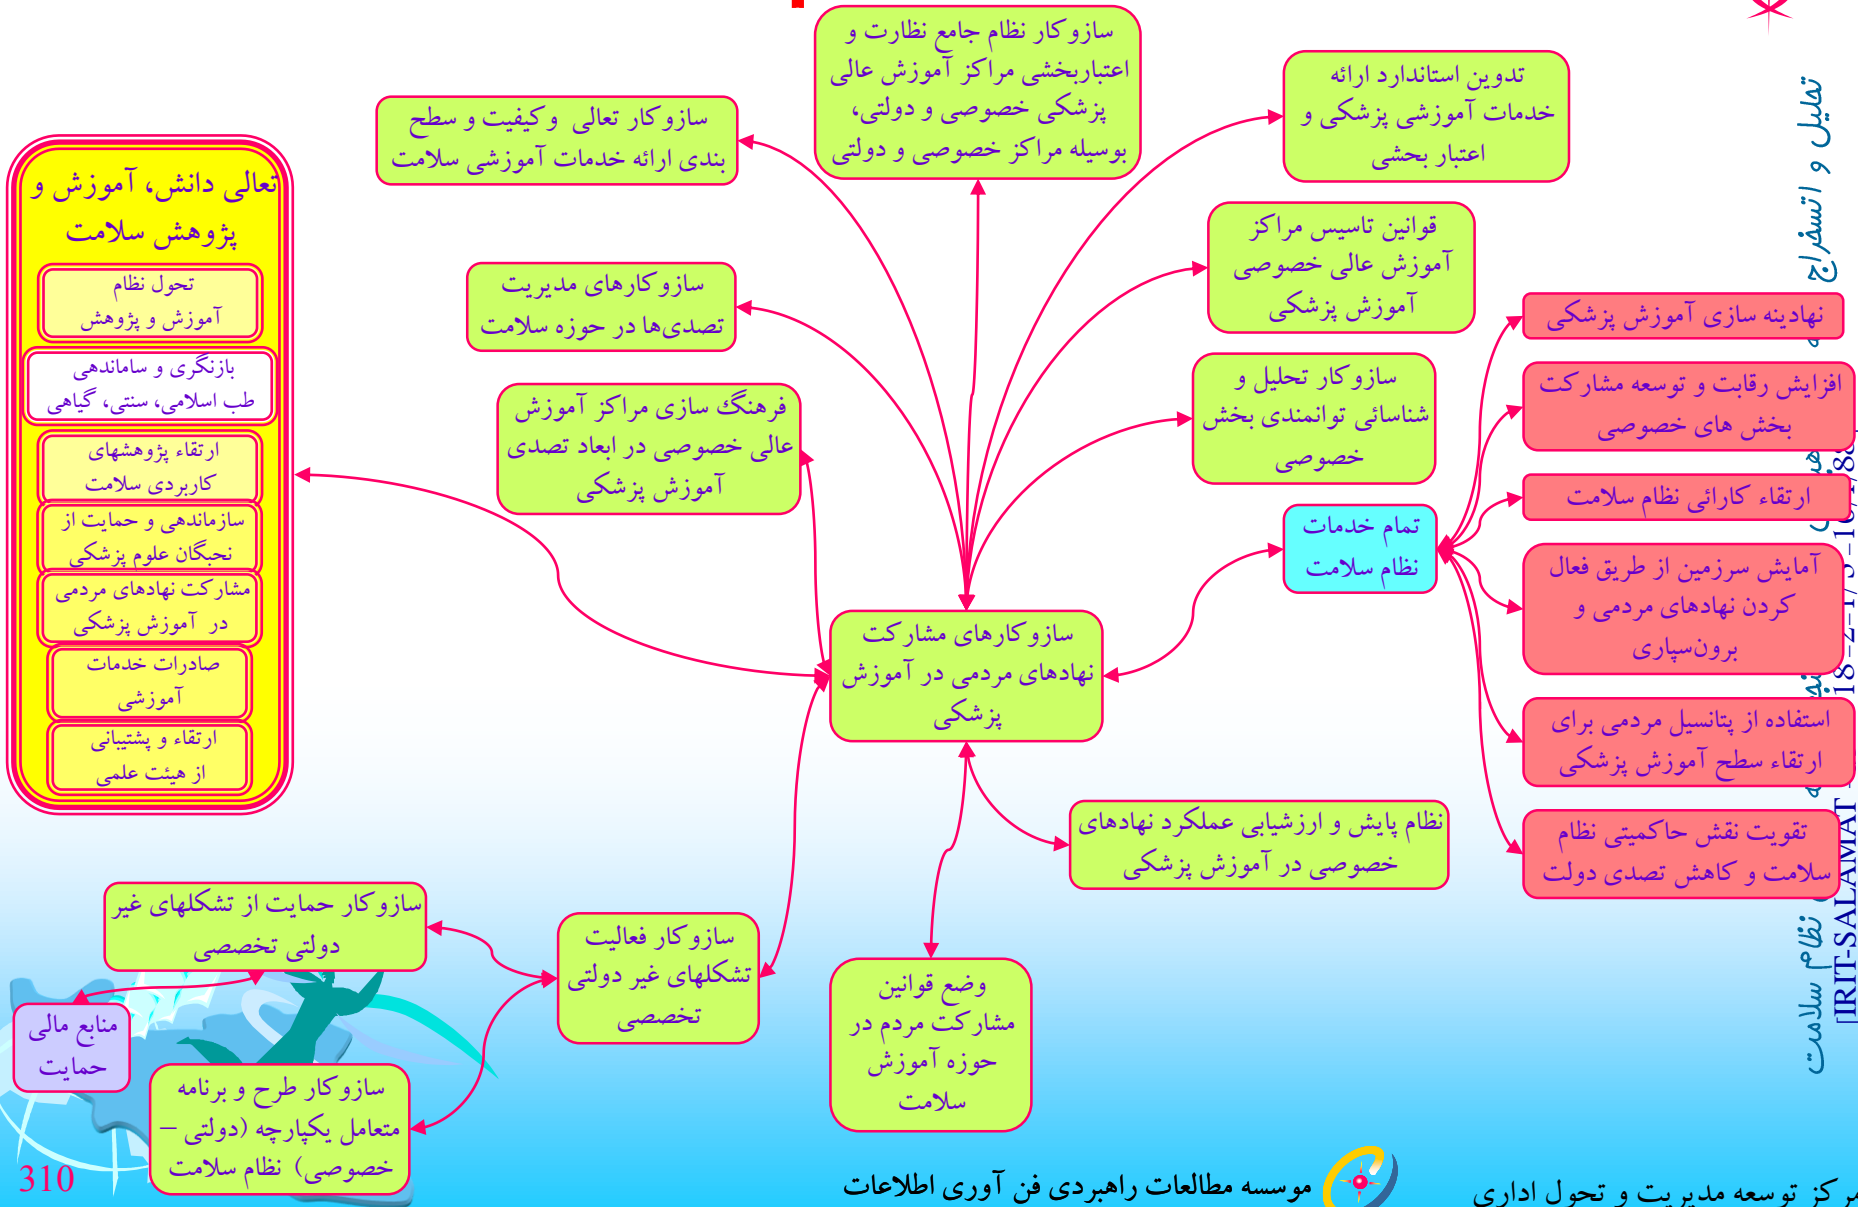 سازوکار نظام جامع نظارت و
اعتباربخشی مراکز آموزش عالی
پزشکی خصوصی و دولتی،
بوسیله مراکز خصوصی و دولتی
تدوین استاندارد ارائه
خدمات آموزشی پزشکی و
اعتبار بخشی
سازوکار تعالی وکیفیت و سطح
بندی ارائه خدمات آموزشی سلامت
قوانین تاسیس مراکز
آموزش عالی خصوصی
آموزش پزشکی
سازوکارهای مدیریت
تصدی‌ها در حوزه سلامت
سازوکار تحلیل و
شناسائی توانمندی بخش
خصوصی
فرهنگ سازی مراکز آموزش
عالی خصوصی در ابعاد تصدی
آموزش پزشکی
تمام خدمات
نظام سلامت
نهادینه سازی آموزش پزشکی
افزایش رقابت و توسعه مشارکت
بخش های خصوصی
ارتقاء کارائی نظام سلامت
آمایش سرزمین از طریق فعال
کردن نهادهای مردمی و
برون‌سپاری
استفاده از پتانسیل مردمی برای
ارتقاء سطح آموزش پزشکی
تقویت نقش حاکمیتی نظام
سلامت و کاهش تصدی دولت
تعالی دانش، آموزش و
پژوهش سلامت
تحول نظام
آموزش و پژوهش
بازنگری و ساماندهی
طب اسلامی، سنتی، گیاهی
ارتقاء پژوهشهای
کاربردی سلامت
سازماندهی و حمایت از
نخبگان علوم پزشکی
مشارکت نهادهای مردمی
در آموزش پزشکی
صادرات خدمات
آموزشی
ارتقاء و پشتیبانی
از هیئت علمی
سازوکارهای مشارکت
نهادهای مردمی در آموزش
پزشکی
نظام پایش و ارزشیابی عملکرد نهادهای
خصوصی در آموزش پزشکی
وضع قوانین
مشارکت مردم در
حوزه آموزش
سلامت
سازوکار فعالیت
تشکلهای غیر دولتی
تخصصی
سازوکار حمایت از تشکلهای غیر
دولتی تخصصی
منابع مالی
حمایت
سازوکار طرح و برنامه
متعامل یکپارچه (دولتی –
خصوصی) نظام سلامت
تحلیل و استخراج
نظام سلامت
[IRIT-SALAMAT
310
موسسه مطالعات راهبردی فن آوری اطلاعات
مرکز توسعه مدیریت و تحول اداری